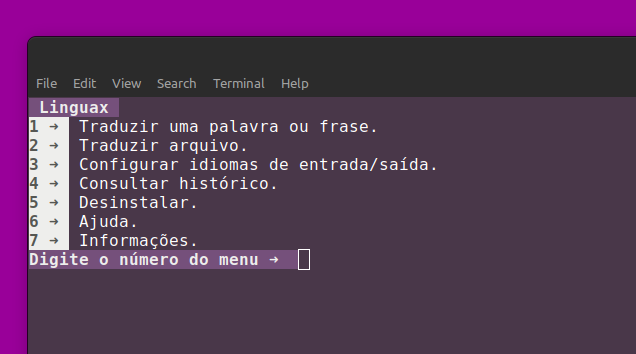 File Edit View Search Terminal Help
Linguax
1 → Traduzir uma palavra ou frase.
2 → Traduzir arquivo.
3 → Configurar idiomas de entrada/saída.
4 → Consultar histórico.
5 → Desinstalar.
6 → Ajuda.
7 → Informações.
Digite o número do menu →